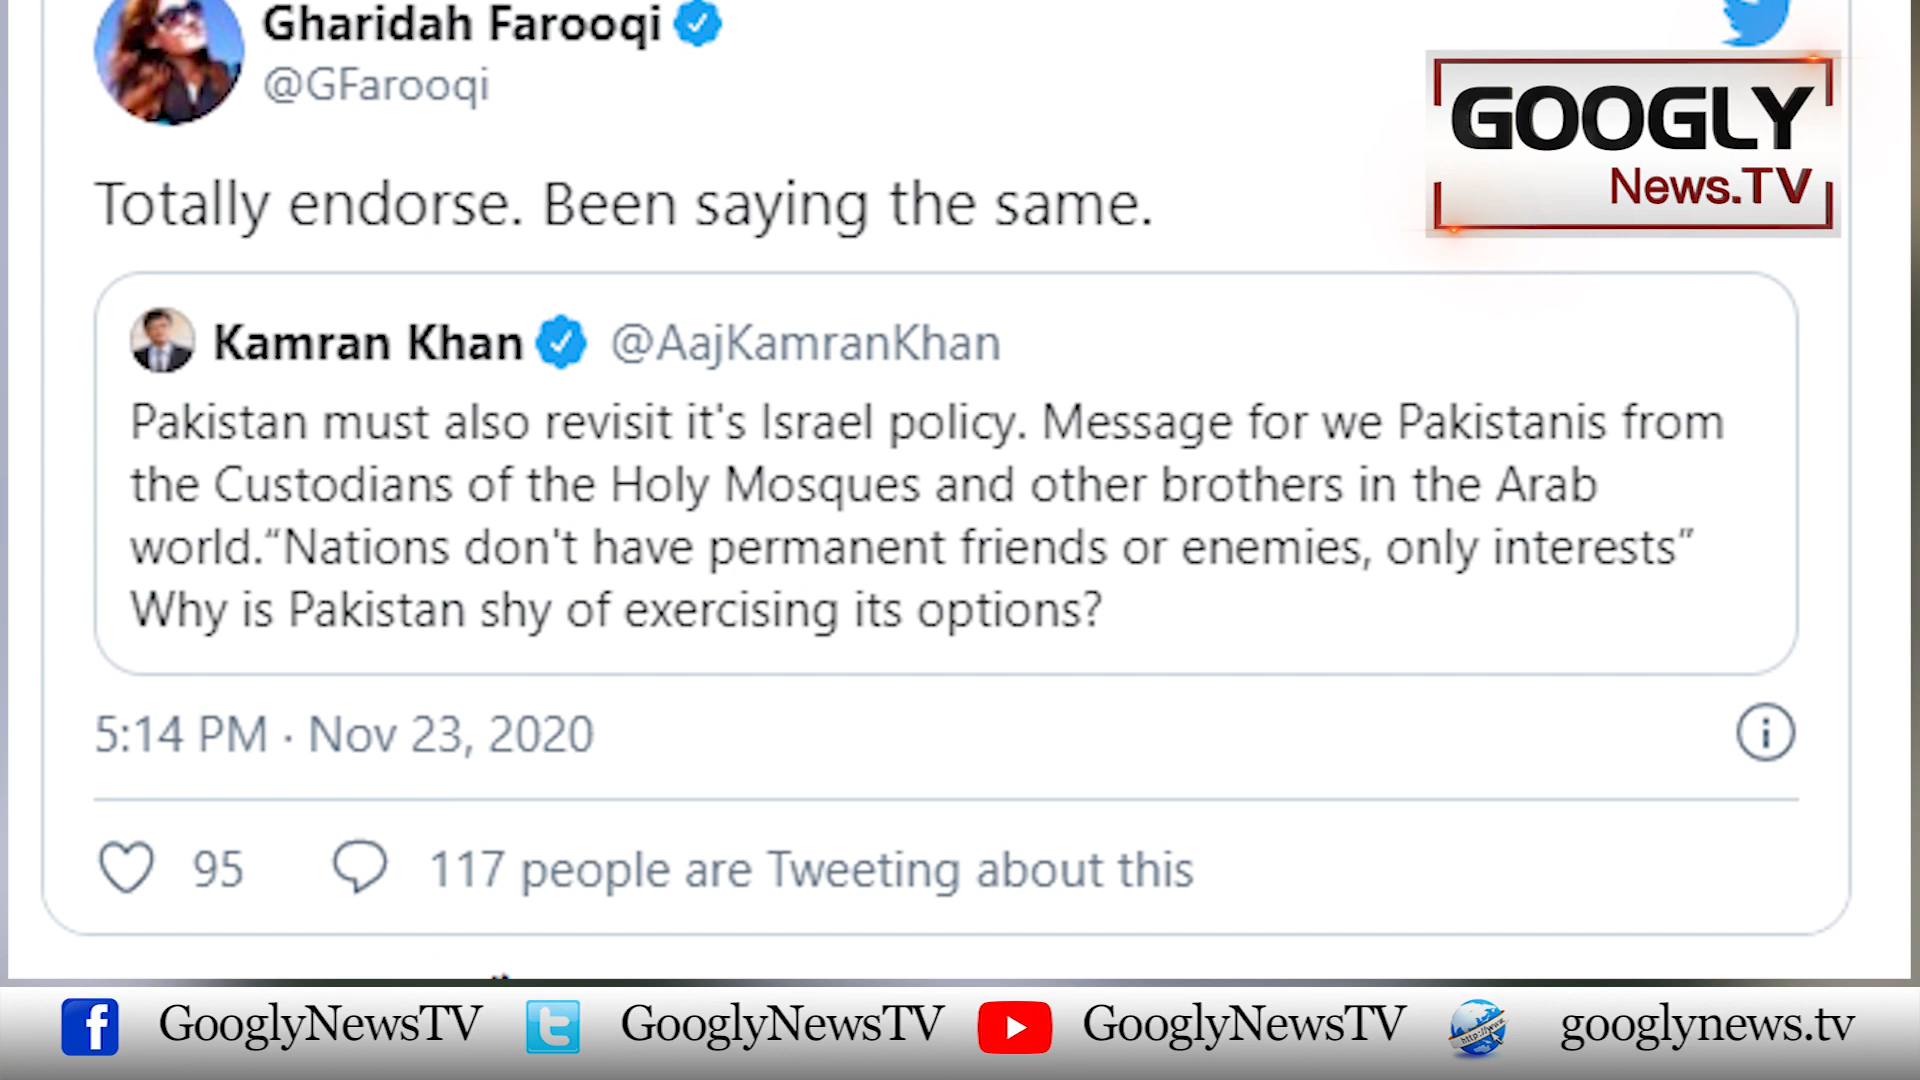 Gharidah Farooqi
@GFarooqi
GOOGLY
News.TV
Totally endorse. Been saying the same.
Kamran Khan @AajKamranKhan
Pakistan must also revisit it's Israel policy. Message for we Pakistanis from
the Custodians of the Holy Mosques and other brothers in the Arab
world.“Nations don't have permanent friends or enemies, only interests”
Why is Pakistan shy of exercising its options?
5:14 PM · Nov 23, 2020
95 117 people are Tweeting about this
GooglyNewsTV GooglyNewsTV GooglyNewsTV http://www googlynews.tv